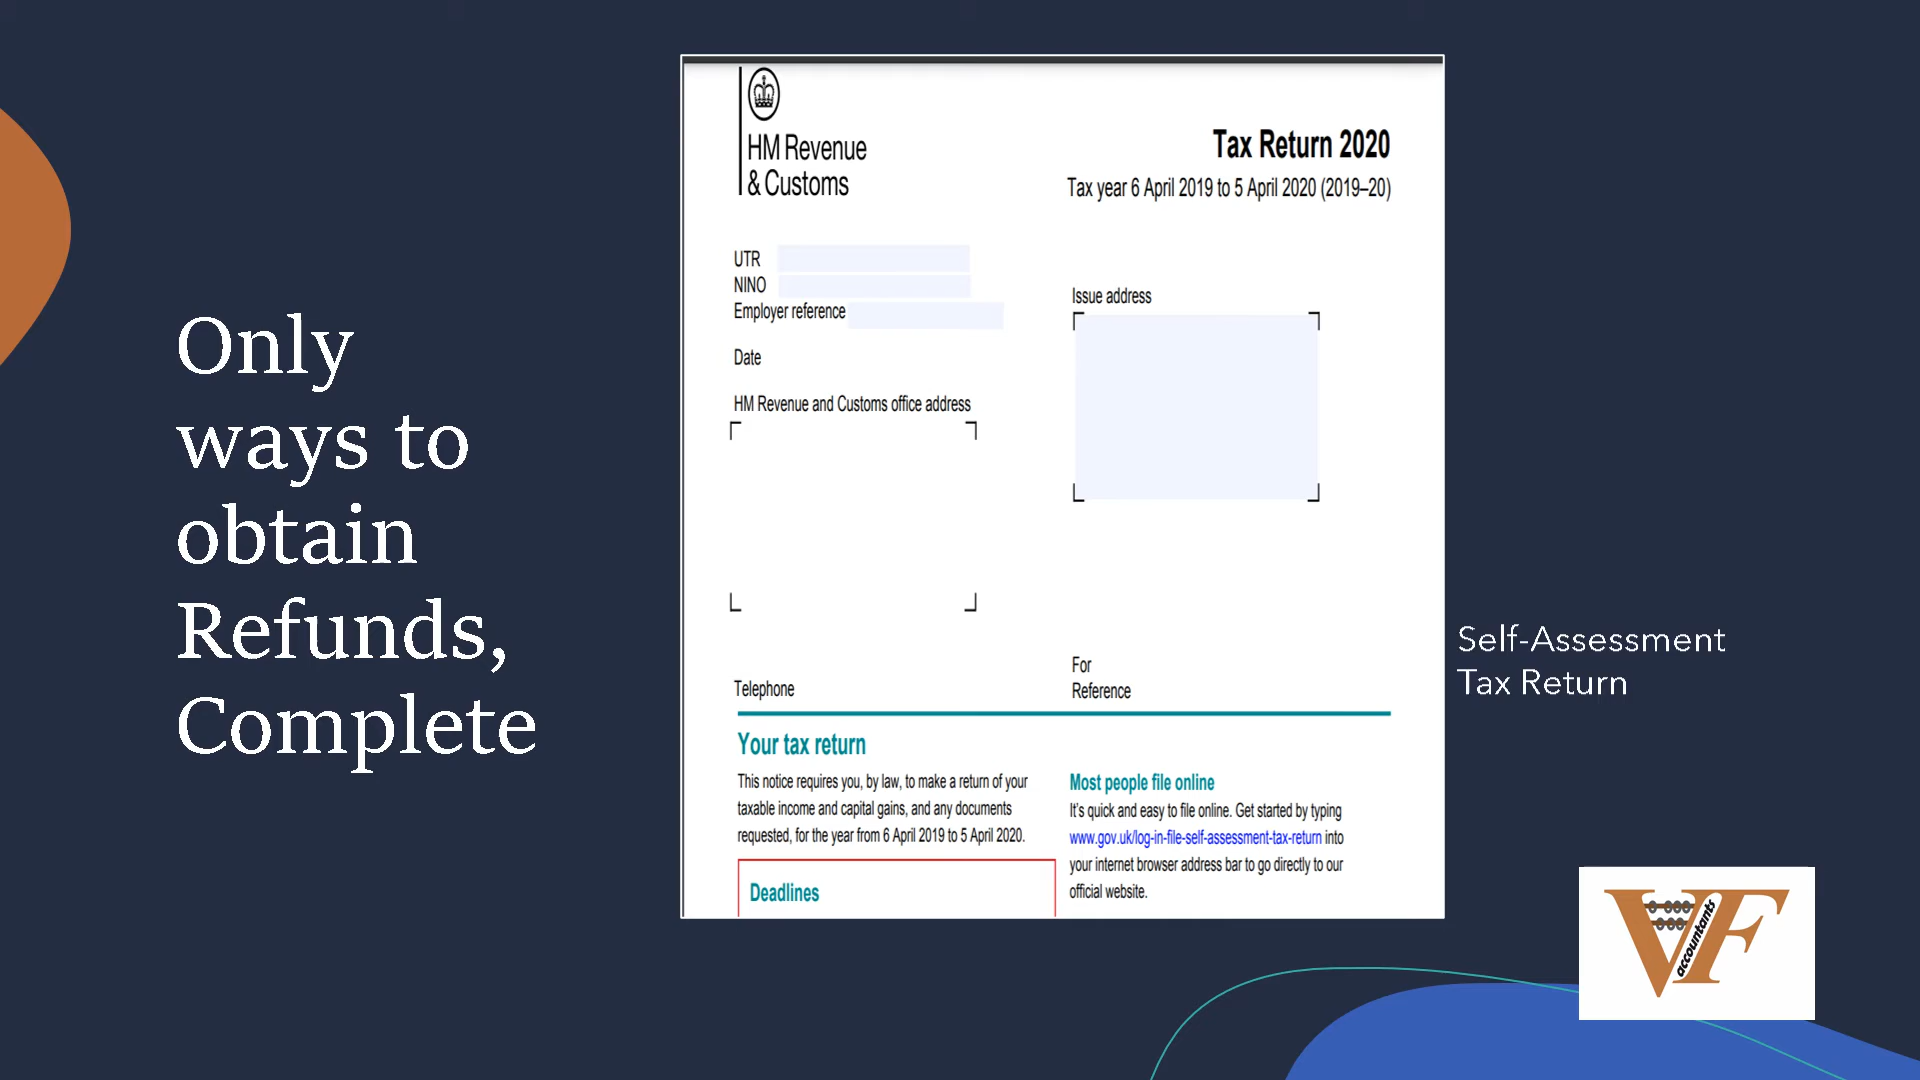 Only
ways to
obtain
Refunds,
Complete
HM Revenue
& Customs
Tax Return 2020
Tax year 6 April 2019 to 5 April 2020 (2019–20)
UTR
NINO
Employer reference
Date
HM Revenue and Customs office address
Issue address
Telephone
For
Reference
Your tax return
This notice requires you, by law, to make a return of your
taxable income and capital gains, and any documents
requested, for the year from 6 April 2019 to 5 April 2020.
Deadlines
Most people file online
It's quick and easy to file online. Get started by typing
www.gov.uk/log-in-file-self-assessment-tax-return into
your internet browser address bar to go directly to our
official website.
Self-Assessment
Tax Return
VF
accountants